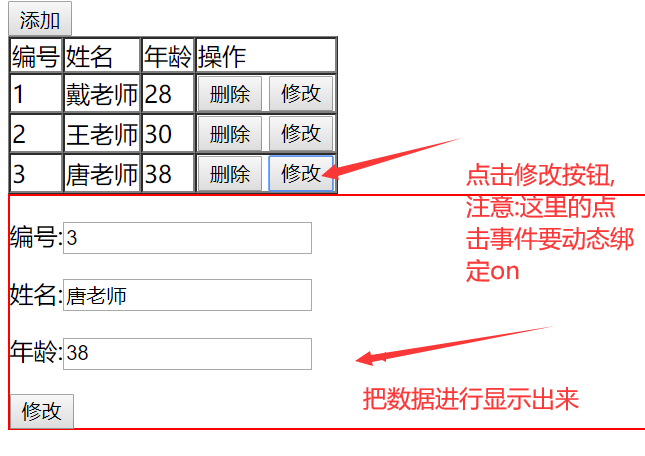 添加
编号 姓名 年龄 操作
1 戴老师 28 删除 修改
2 王老师 30 删除 修改
3 唐老师 38 删除 修改
点击修改按钮,
注意:这里的点
击事件要动态绑
定on
编号:3
姓名:唐老师
年龄:38
把数据进行显示出来
修改